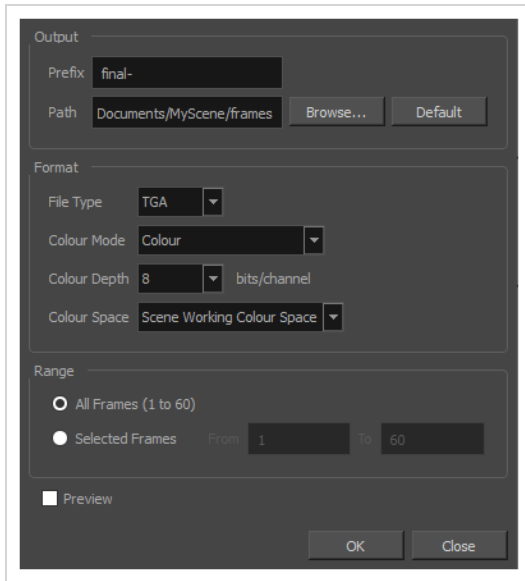 Output
Prefix final-
Path Documents/MyScene/frames Browse... Default
Format
File Type TGA
Colour Mode Colour
Colour Depth 8 bits/channel
Colour Space Scene Working Colour Space
Range
All Frames (1 to 60)
Selected Frames From 1 To 60
Preview
OK Close